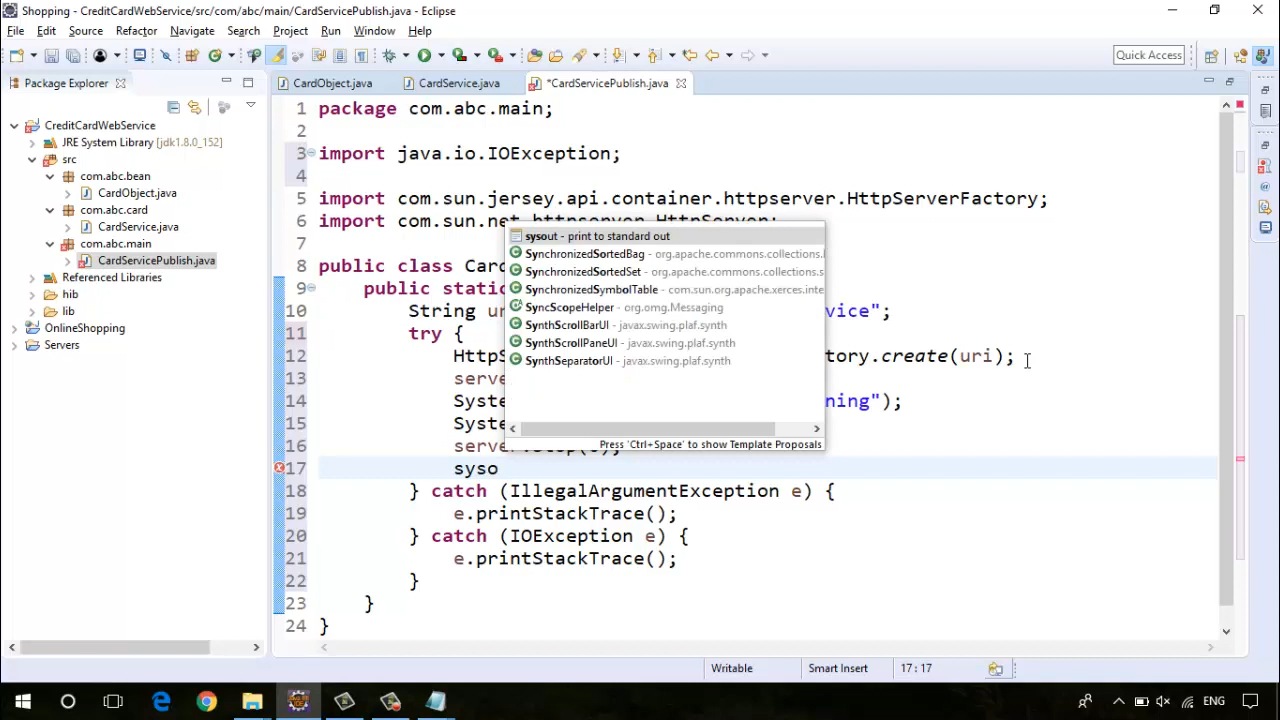 Shopping - CreditCardWebService/src/com/abc/main/CardServicePublish.java - Eclipse
File Edit Source Refactor Navigate Search Project Run Window Help
Quick Access
Package Explorer
CardObject.java CardService.java *CardServicePublish.java
CreditCardWebService
JRE System Library [jdk1.8.0_152]
src
com.abc.bean
CardObject.java
com.abc.card
CardService.java
com.abc.main
CardServicePublish.java
Referenced Libraries
hib
lib
OnlineShopping
Servers
1 package com.abc.main;
2
3 import java.io.IOException;
4
5 import com.sun.jersey.api.container.httpserver.HttpServerFactory;
6 import com.sun.net.httpserver.HttpServer;
7
8 public class Card
9 public static
10 String ur vice";
11 try {
12 HttpS tory.create(uri);
13 serve
14 Syste ning");
15 Syste
16 server.stop(0);
17 syso
18 } catch (IllegalArgumentException e) {
19 e.printStackTrace();
20 } catch (IOException e) {
21 e.printStackTrace();
22 }
23 }
24 }
sysout - print to standard out
SynchronizedSortedBag - org.apache.commons.collections.
SynchronizedSortedSet - org.apache.commons.collections.s
SynchronizedSymbolTable - com.sun.org.apache.xerces.inte
SyncScopeHelper - org.omg.Messaging
SynthScrollBarUI - javax.swing.plaf.synth
SynthScrollPaneUI - javax.swing.plaf.synth
SynthSeparatorUI - javax.swing.plaf.synth
Press 'Ctrl+Space' to show Template Proposals
Writable Smart Insert 17 : 17
ENG